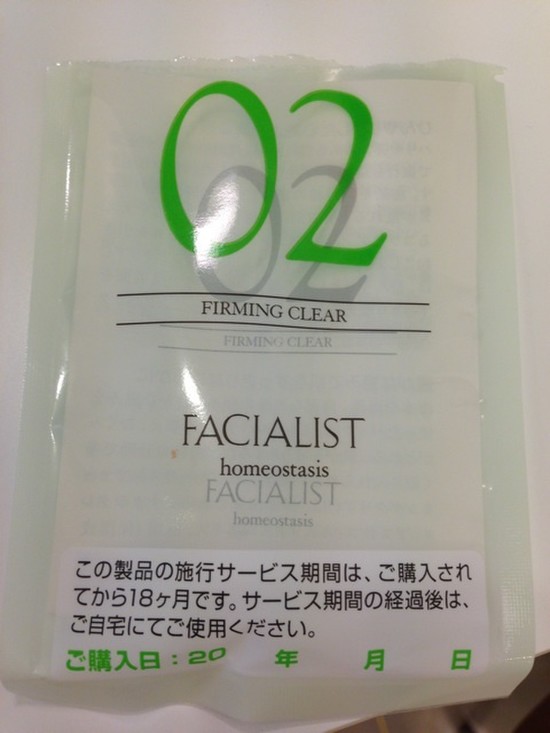 02
FIRMING CLEAR
FIRMING CLEAR
FACIALIST
homeostasis
FACIALIST
homeostasis
この製品の施行サービス期間は、ご購入され
てから18ヶ月です。サービス期間の経過後は、
ご自宅にてご使用ください。
ご購入日：20 年 月 日